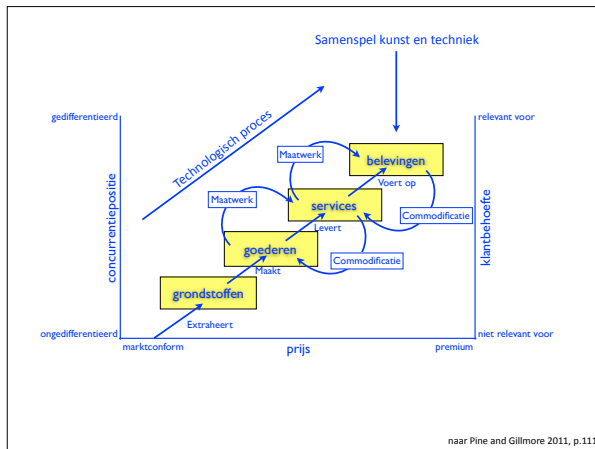 Samenspel kunst en techniek
gedifferentieerd
relevant voor
Technologisch proces
Maatwerk
belevingen
Voert op
Maatwerk
services
Commodificatie
Levert
concurrentiepositie
klantbehoefte
goederen
Commodificatie
Maakt
grondstoffen
Extraheert
ongedifferentieerd
niet relevant voor
marktconform
prijs
premium
naar Pine and Gillmore 2011, p.111